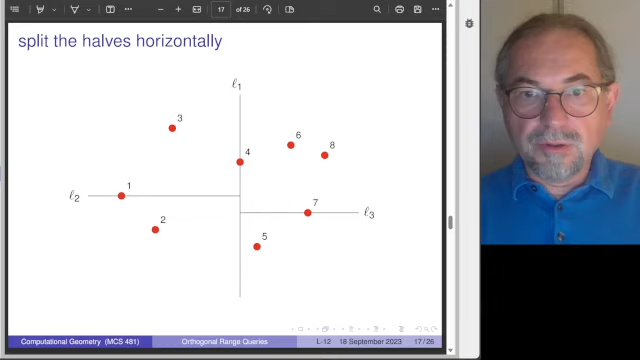 17 of 26
split the halves horizontally
ℓ1
3
6
4
8
1
ℓ2
7
ℓ3
2
5
Computational Geometry (MCS 481) Orthogonal Range Queries L-12 18 September 2023 17 / 26